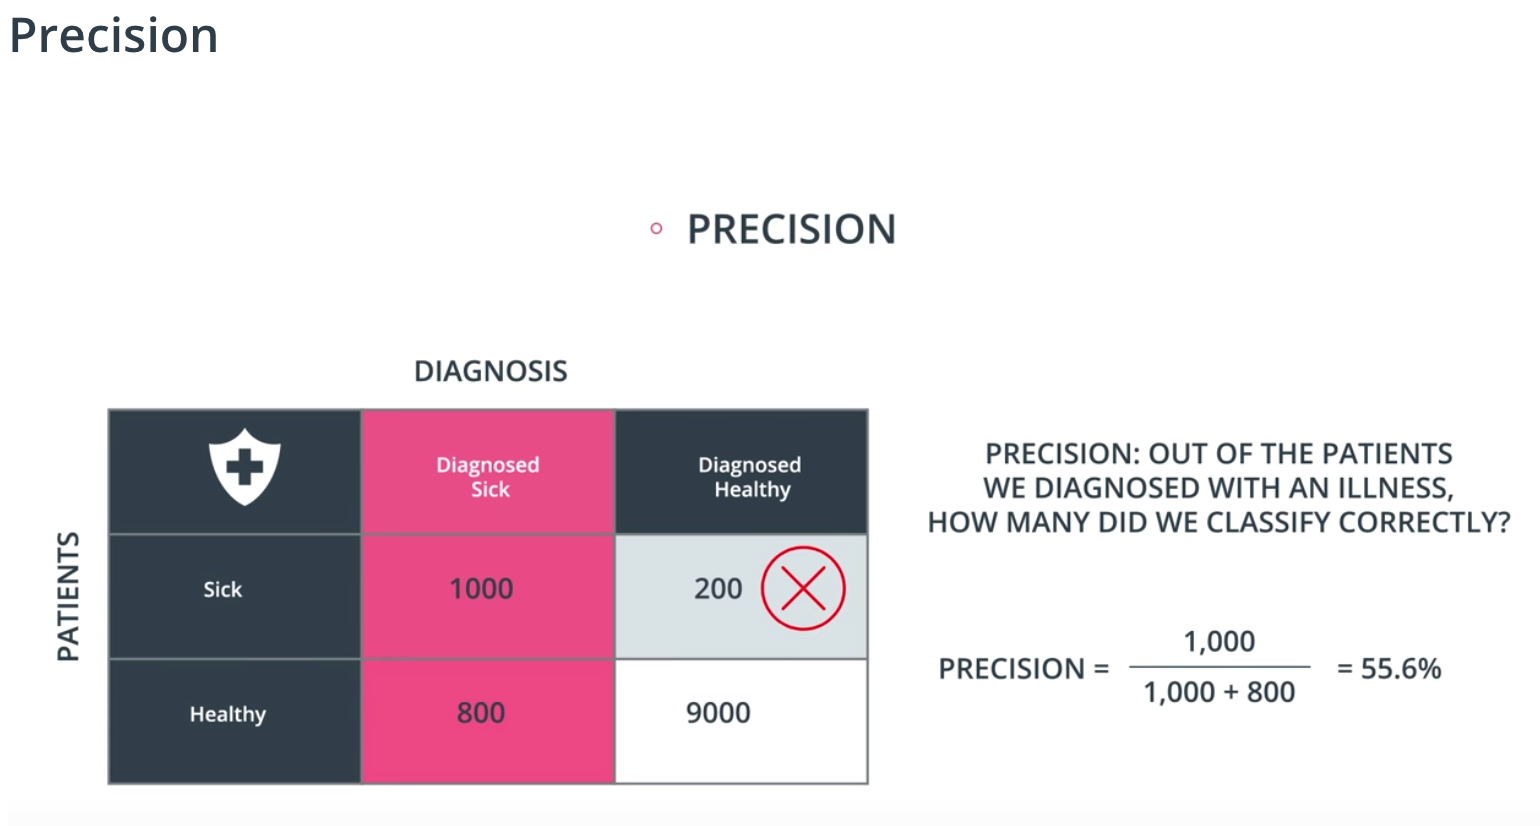 Precision
PRECISION
DIAGNOSIS
PATIENTS
Diagnosed
Sick
Diagnosed
Healthy
Sick
1000
200
Healthy
800
9000
PRECISION: OUT OF THE PATIENTS
WE DIAGNOSED WITH AN ILLNESS,
HOW MANY DID WE CLASSIFY CORRECTLY?
PRECISION =
1,000
1,000 + 800
= 55.6%